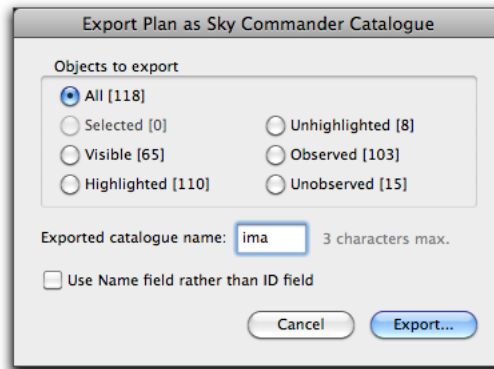 Export Plan as Sky Commander Catalogue
Objects to export
All [118]
Selected [0]
Unhighlighted [8]
Visible [65]
Observed [103]
Highlighted [110]
Unobserved [15]
Exported catalogue name: ima 3 characters max.
Use Name field rather than ID field
Cancel Export...